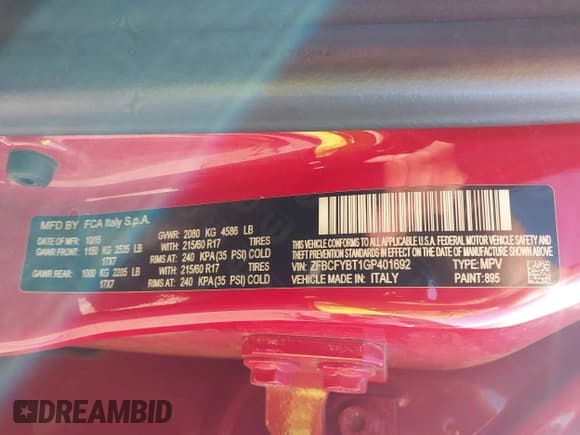 MFD BY FCA Italy S.p.A.
DATE OF MFR: 10/15 GVWR: 2080 KG 4586 LB
GAWR FRONT: 1150 KG 2535 LB WITH: 215/60 R17 TIRES
17X7 RIMS AT: 240 KPA(35 PSI) COLD
GAWR REAR: 1000 KG 2205 LB WITH: 215/60 R17 TIRES
17X7 RIMS AT: 240 KPA(35 PSI) COLD
THIS VEHICLE CONFORMS TO ALL APPLICABLE U.S.A. FEDERAL MOTOR VEHICLE
SAFETY, BUMPER, AND THEFT PREVENTION STANDARDS IN
EFFECT ON THE DATE OF MANUFACTURE SHOWN ABOVE.
VIN: ZFBCFYBT1GP401692 TYPE: MPV
VEHICLE MADE IN: ITALY PAINT: 895
DREAMBID